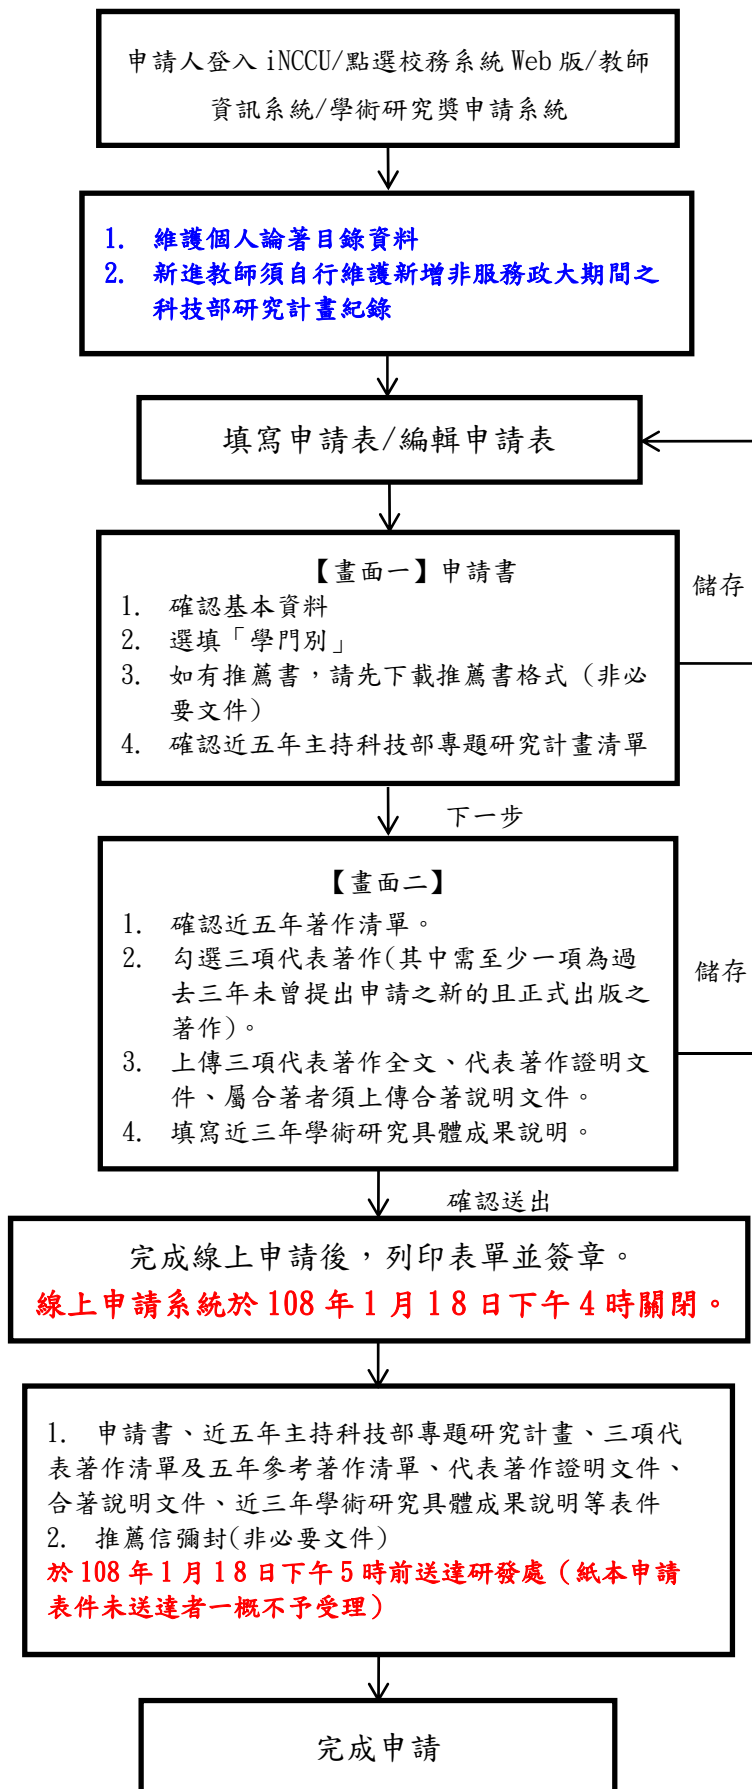 申請人登入 iNCCU/點選校務系統 Web 版/教師
資訊系統/學術研究獎申請系統
1. 維護個人論著目錄資料
2. 新進教師須自行維護新增非服務政大期間之
科技部研究計畫紀錄
填寫申請表/編輯申請表
【畫面一】申請書
1. 確認基本資料
2. 選填「學門別」
3. 如有推薦書，請先下載推薦書格式（非必
要文件）
4. 確認近五年主持科技部專題研究計畫清單
儲存
下一步
【畫面二】
1. 確認近五年著作清單。
2. 勾選三項代表著作(其中需至少一項為過
去三年未曾提出申請之新的且正式出版之
著作)。
3. 上傳三項代表著作全文、代表著作證明文
件、屬合著者須上傳合著說明文件。
4. 填寫近三年學術研究具體成果說明。
儲存
確認送出
完成線上申請後，列印表單並簽章。
線上申請系統於 108 年 1 月 1 8 日下午 4 時關閉。
1. 申請書、近五年主持科技部專題研究計畫、三項代
表著作清單及五年參考著作清單、代表著作證明文件、
合著說明文件、近三年學術研究具體成果說明等表件
2. 推薦信彌封(非必要文件)
於 108 年 1 月 1 8 日下午 5 時前送達研發處（紙本申請
表件未送達者一概不予受理）
完成申請